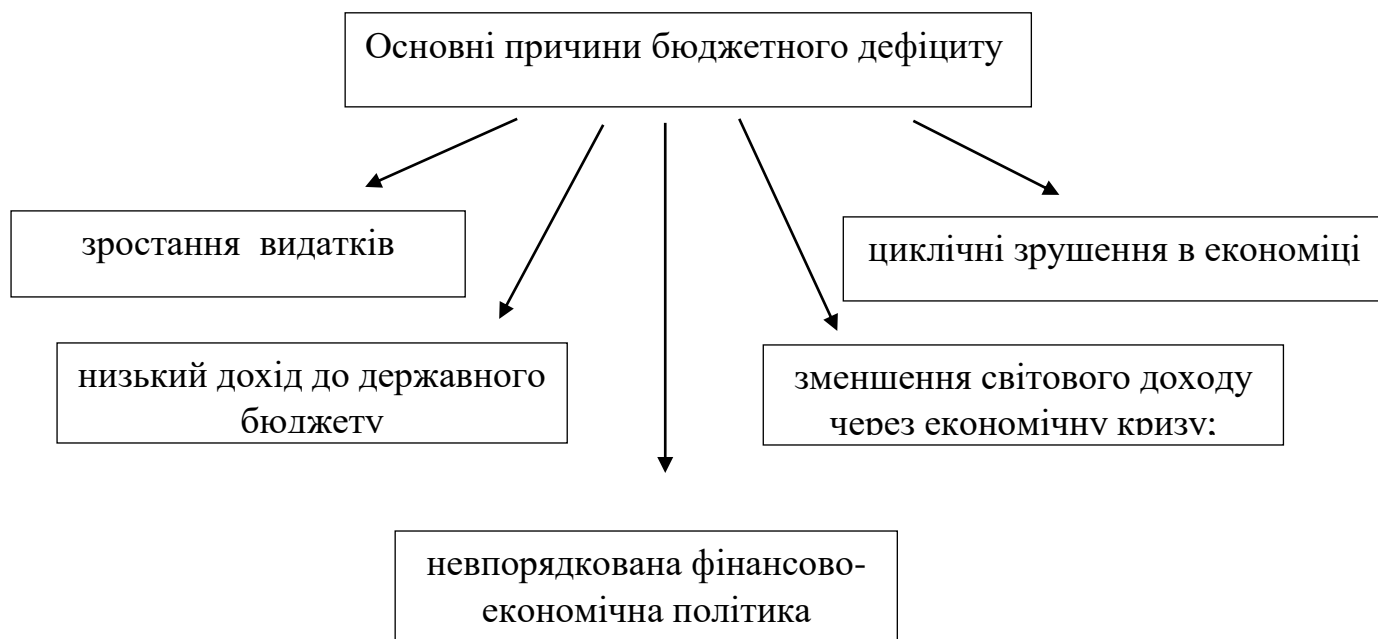 Основні причини бюджетного дефіциту
зростання видатків
циклічні зрушення в економіці
низький дохід до державного
бюджету
зменшення світового доходу
через економічну кризу;
невпорядкована фінансово-
економічна політика